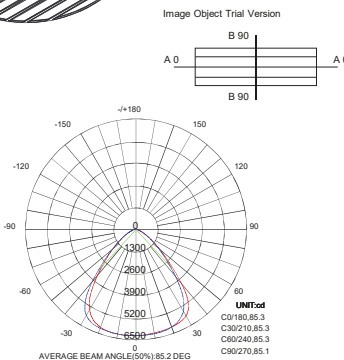 Image Object Trial Version
B 90
A 0 A 0
B 90
-/+180
-150 150
-120 120
-90 0 90
1300
2600
-60 3900 60
5200
-30 6500 30
0
UNIT:cd
C0/180,85.3
C30/210,85.3
C60/240,85.3
C90/270,85.1
AVERAGE BEAM ANGLE(50%):85.2 DEG